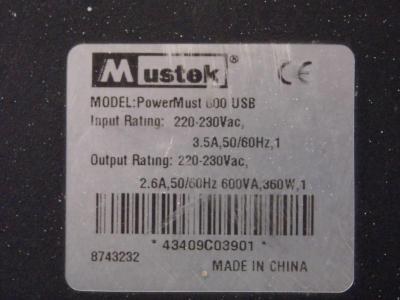 Mustek®
CE
MODEL:PowerMust 600 USB
Input Rating: 220-230Vac,
3.5A,50/60Hz,1
Output Rating: 220-230Vac,
2.6A,50/60Hz 600VA,360W,1
*43409C03901*
8743232
MADE IN CHINA